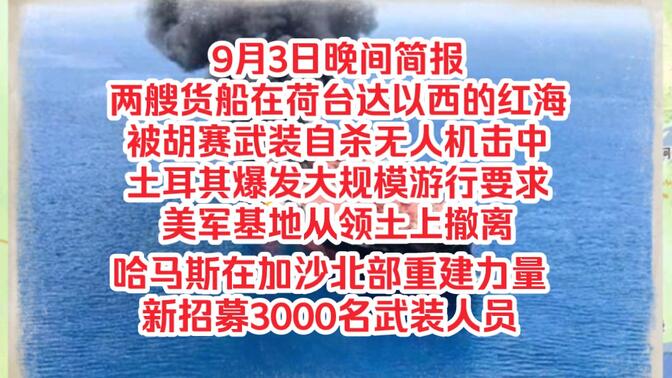 9月3日晚间简报
两艘货船在荷台达以西的红海
被胡赛武装自杀无人机击中
土耳其爆发大规模游行要求
美军基地从领土上撤离
哈马斯在加沙北部重建力量
新招募3000名武装人员